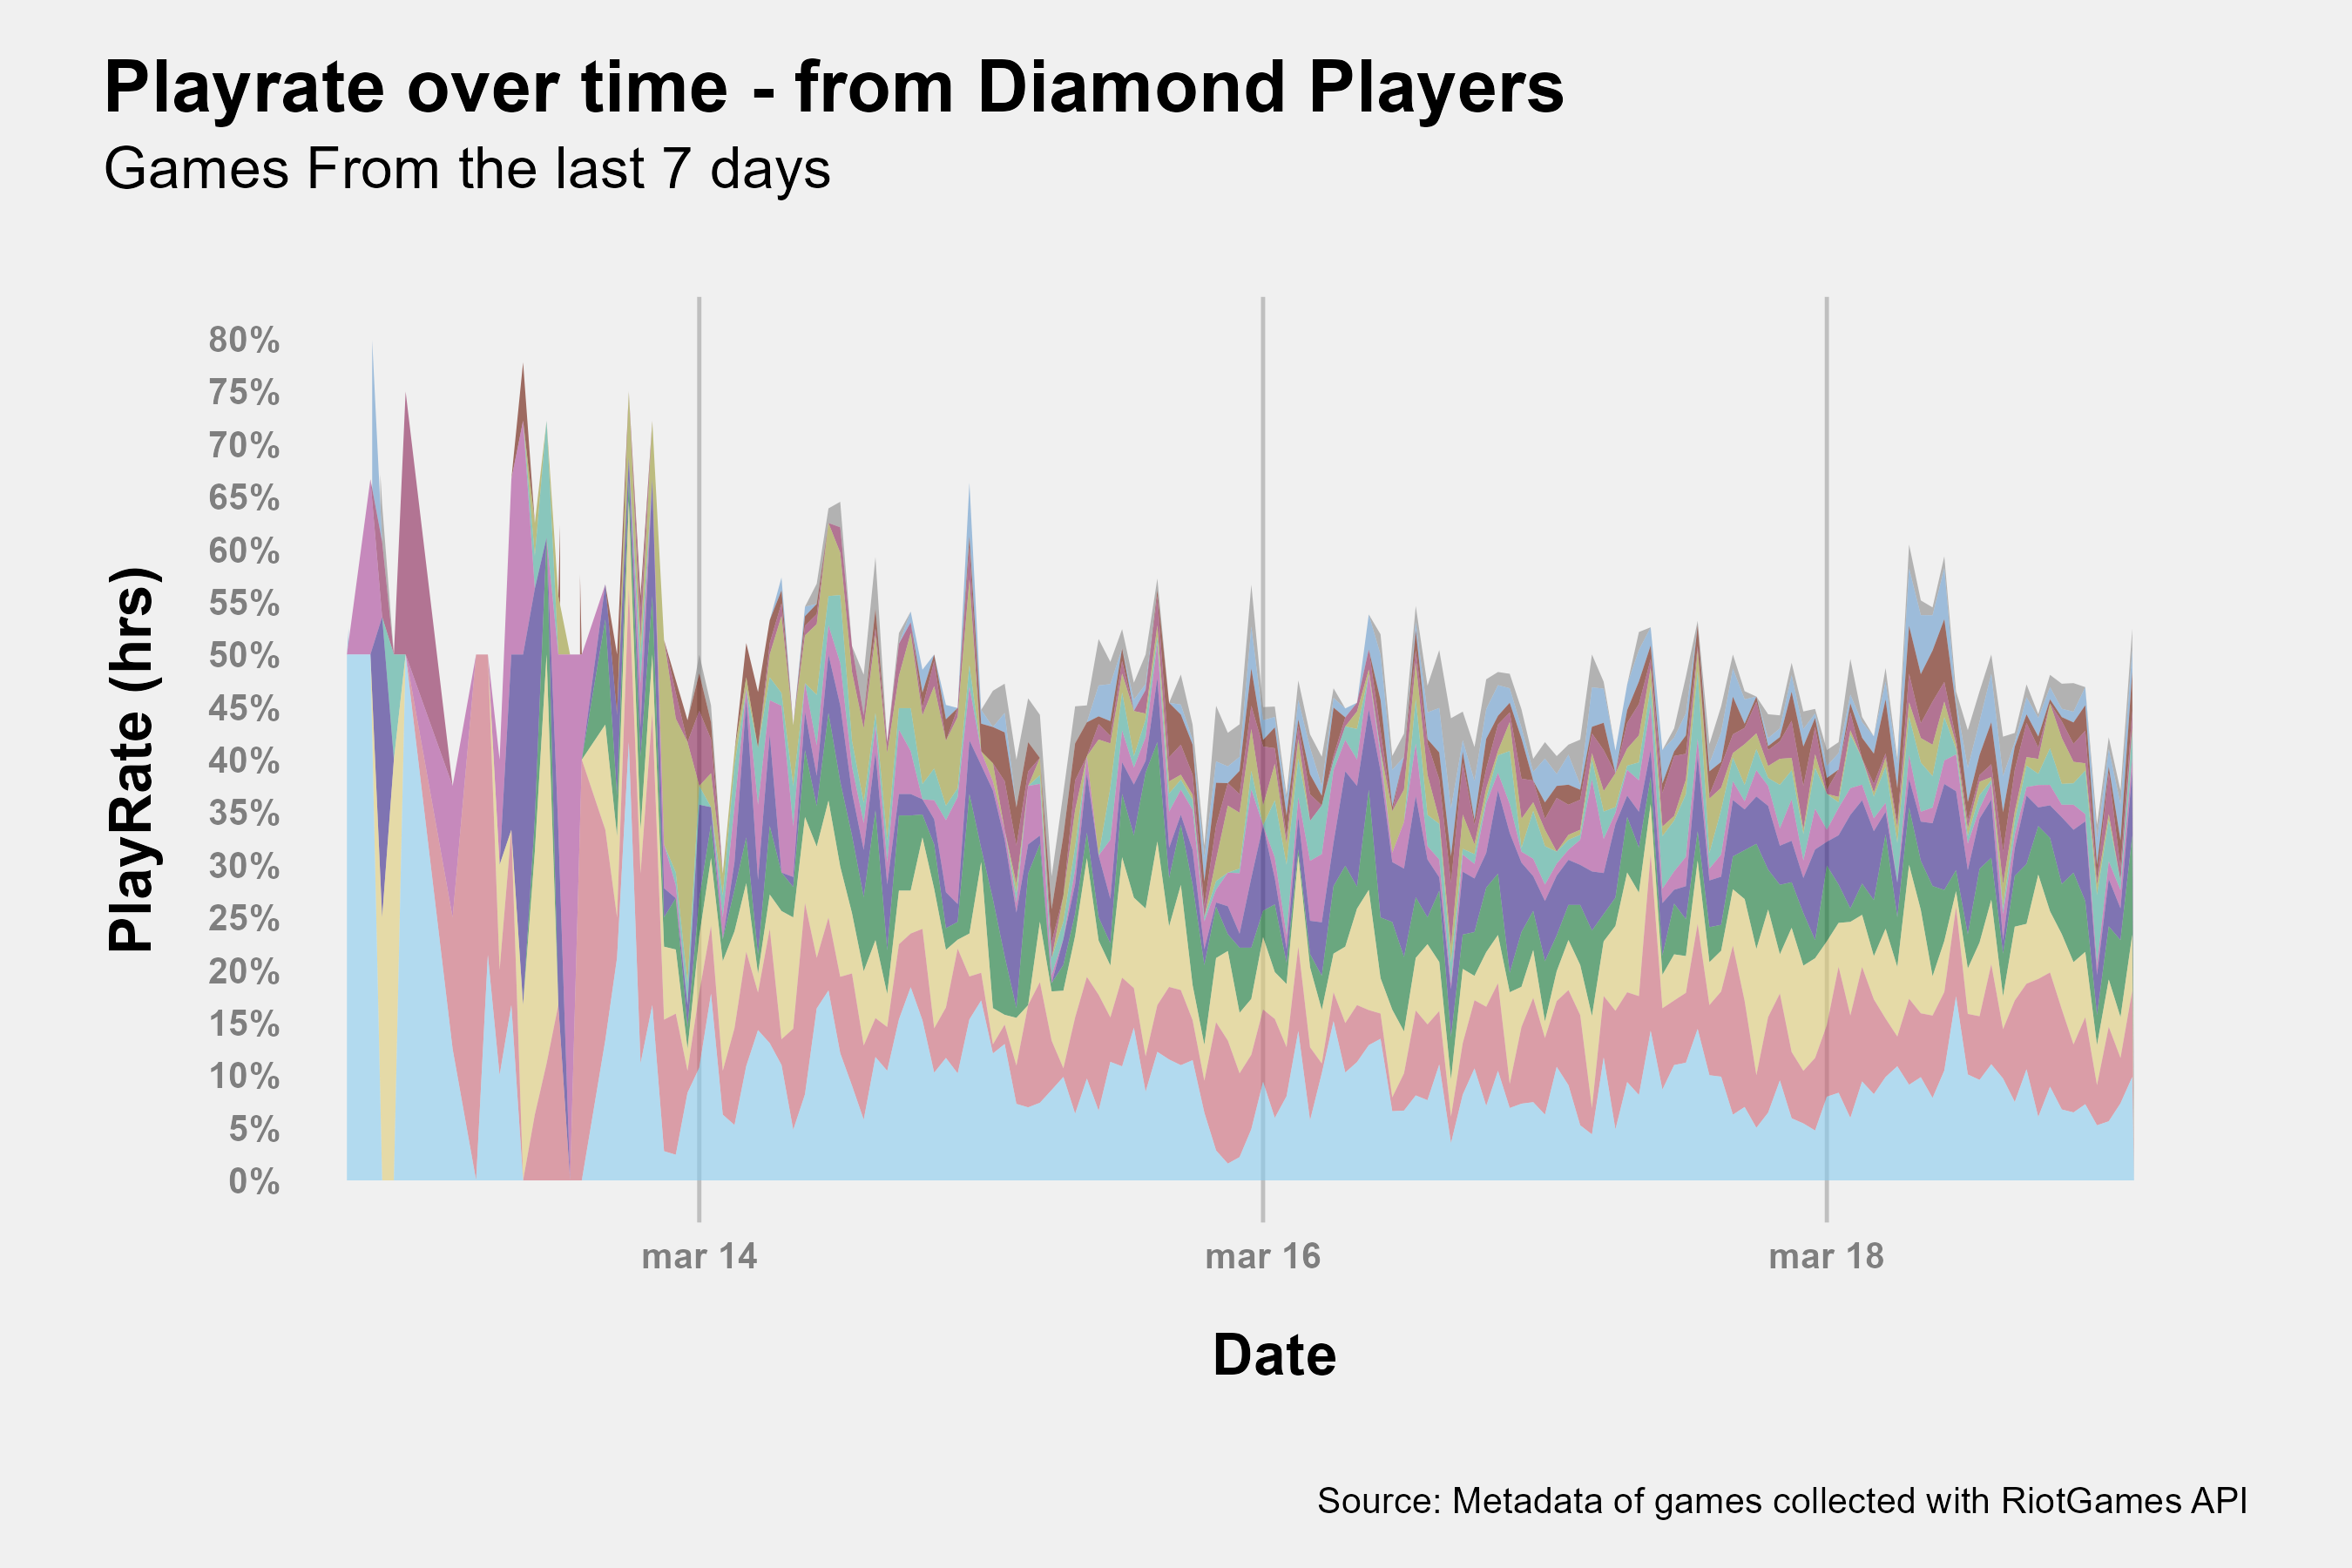 Playrate over time - from Diamond Players
Games From the last 7 days
80%
75%
70%
65%
60%
55%
50%
45%
40%
35%
30%
25%
20%
15%
10%
5%
0%
PlayRate (hrs)
mar 14
mar 16
mar 18
Date
Source: Metadata of games collected with RiotGames API